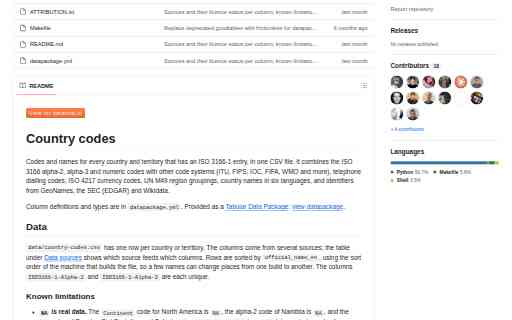 ATTRIBUTION.txt Sources and their licence status per column, known limitatio... last month
Makefile Replace deprecated goodtables with frictionless for datapac... 6 months ago
README.md Sources and their licence status per column, known limitatio... last month
datapackage.yml Sources and their licence status per column, known limitatio... last month
README
Country codes
Codes and names for every country and territory that has an ISO 3166-1 entry, in one CSV file. It combines the ISO
3166 alpha-2, alpha-3 and numeric codes with other code systems (ITU, FIPS, IOC, FIFA, WMO and more), telephone
dialling codes, ISO 4217 currency codes, UN M49 region groupings, country names in six languages, and identifiers
from GeoNames, the SEC (EDGAR) and Wikidata.
Column definitions and types are in datapackage.yml. Provided as a Tabular Data Package: view datapackage.
Data
data/country-codes.csv has one row per country or territory. The columns come from several sources; the table
under Data sources shows which source feeds which columns. Rows are sorted by official_name_en, using the sort
order of the machine that builds the file, so a few names can change places from one build to another. The columns
ISO3166-1-Alpha-2 and ISO3166-1-Alpha-3 are each unique.
Known limitations
NA is real data. The Continent code for North America is NA, the alpha-2 code of Namibia is NA, and the
Report repository
Releases
No releases published
Contributors
Languages
Python Makefile
Shell